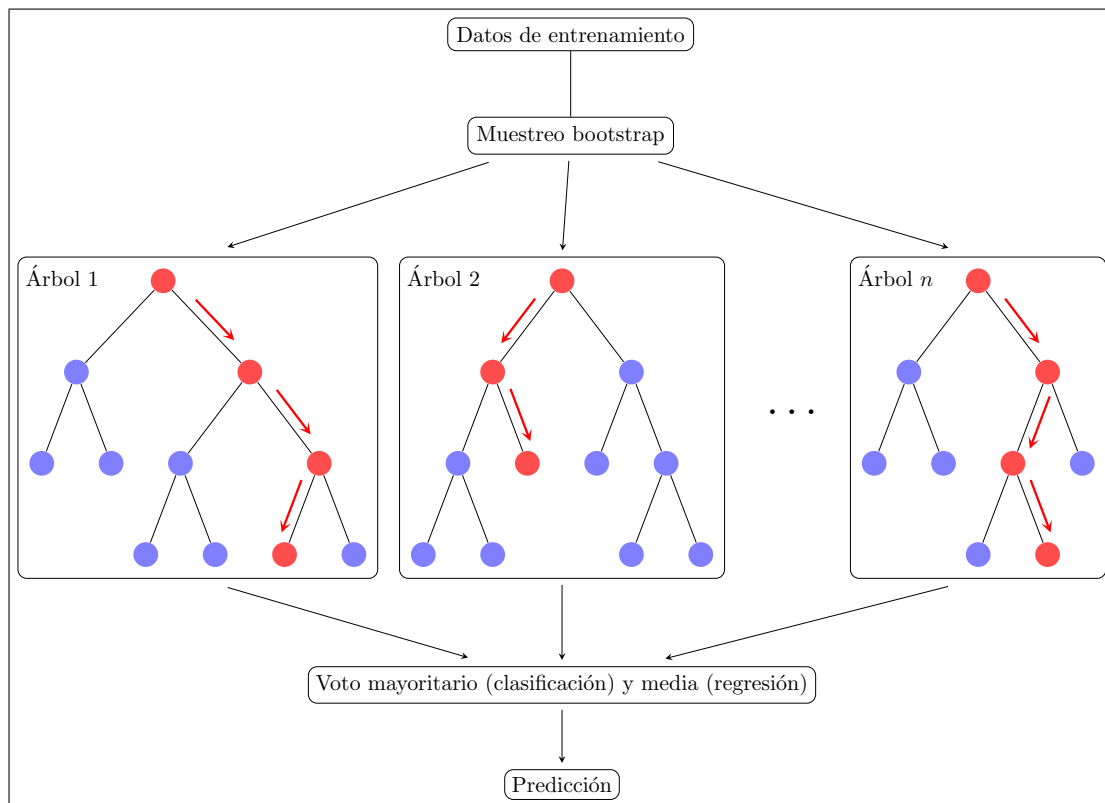 Datos de entrenamiento
Muestreo bootstrap
Árbol 1
Árbol 2
Árbol n
. . .
Voto mayoritario (clasificación) y media (regresión)
Predicción